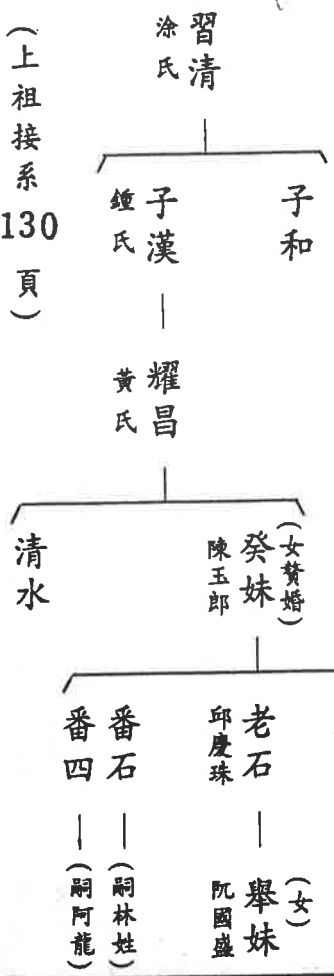 習清
涂氏
子和
子漢
鍾氏
耀昌
黃氏
(女贅婚)
癸妹
陳玉郎
清水
老石
邱慶珠
番石
番四
(女)
舉妹
阮國盛
(嗣林姓)
(嗣阿龍)
(上祖接系130頁)